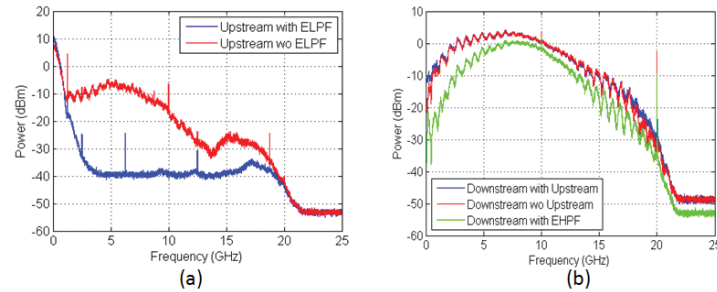 20
10
0
-10
-20
-30
-40
-50
-60
Power (dBm)
Upstream with ELPF
Upstream wo ELPF
0 5 10 15 20 25
Frequency (GHz)
(a)
10
0
-10
-20
-30
-40
-50
-60
Power (dBm)
Downstream with Upstream
Downstream wo Upstream
Downstream with EHPF
0 5 10 15 20 25
Frequency (GHz)
(b)